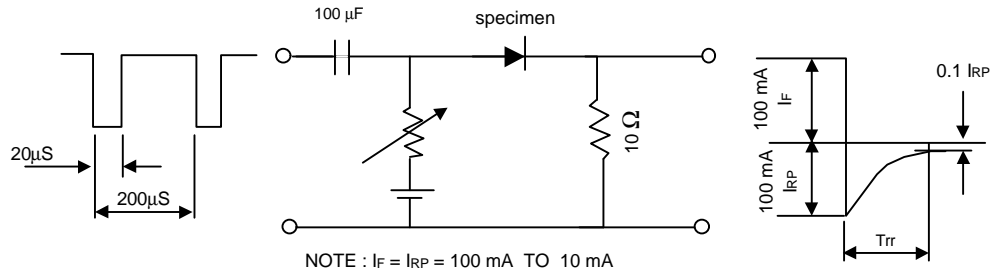 100 µF
specimen
20µS
200µS
10 Ω
100 mA
IF
100 mA
IRP
0.1 IRP
Trr
NOTE : IF = IRP = 100 mA TO 10 mA